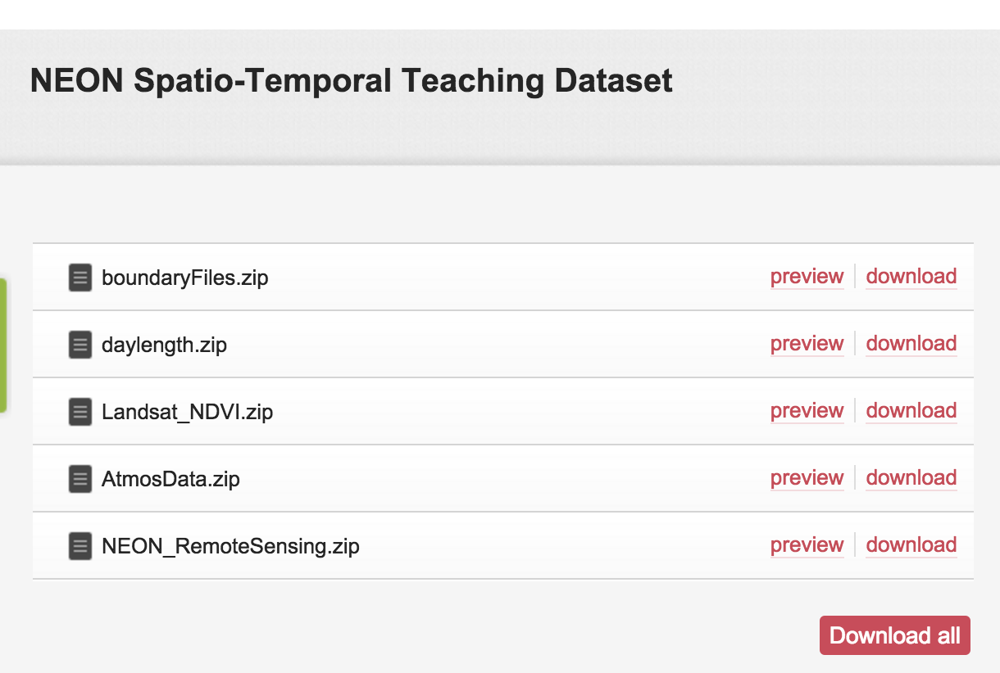 NEON Spatio-Temporal Teaching Dataset
boundaryFiles.zip preview download
daylength.zip preview download
Landsat_NDVI.zip preview download
AtmosData.zip preview download
NEON_RemoteSensing.zip preview download
Download all